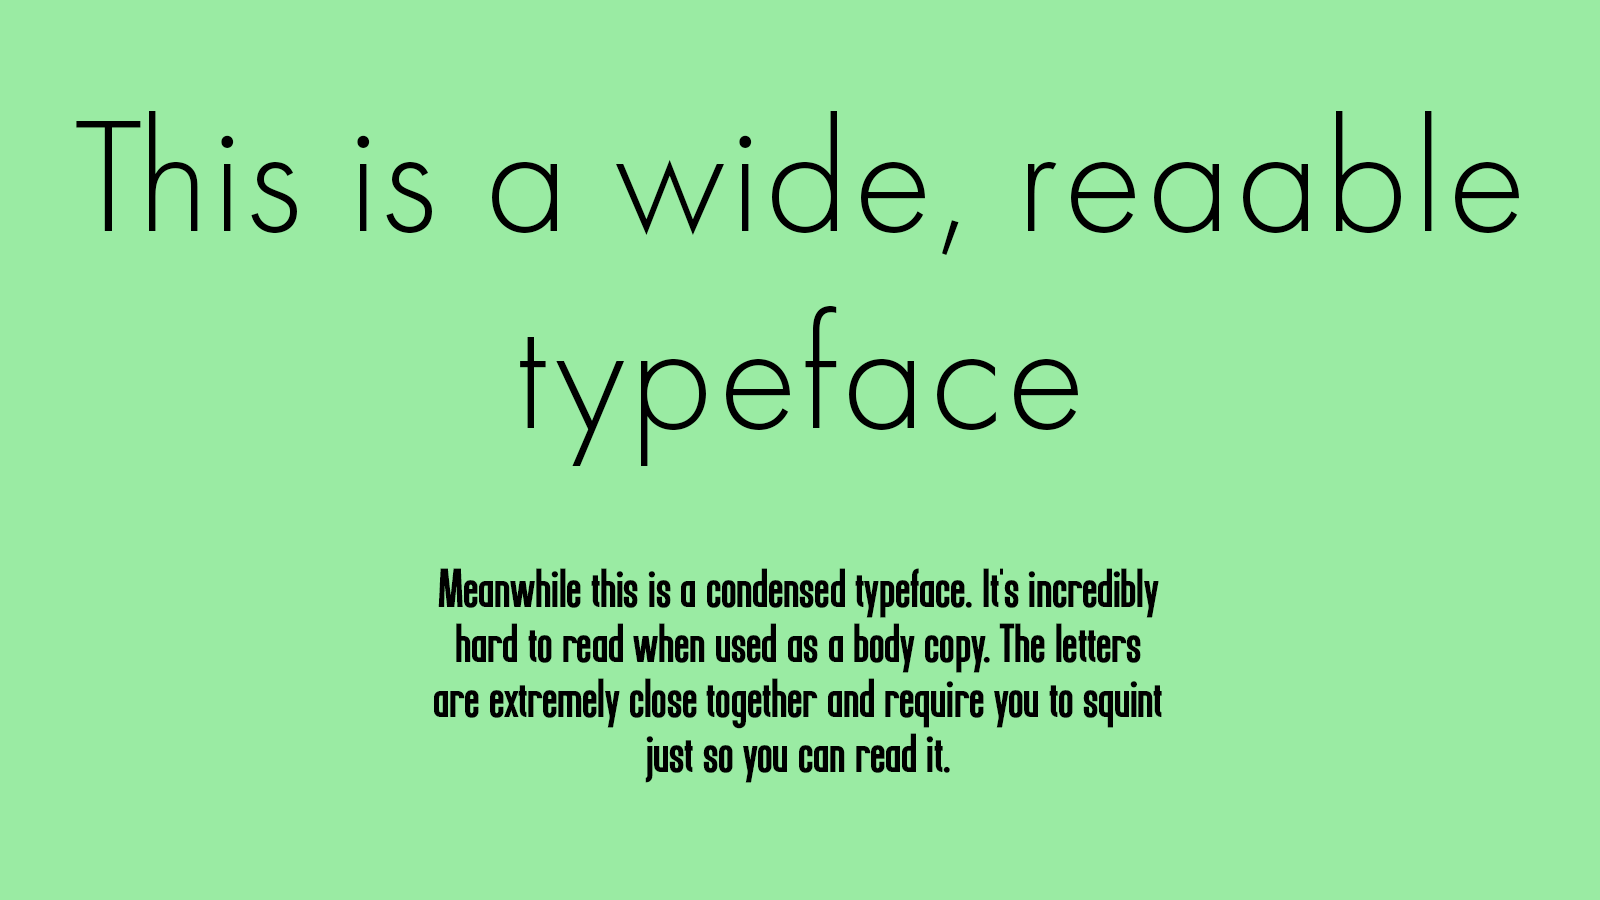 This is a wide, reaable
typeface
Meanwhile this is a condensed typeface. It's incredibly
hard to read when used as a body copy. The letters
are extremely close together and require you to squint
just so you can read it.